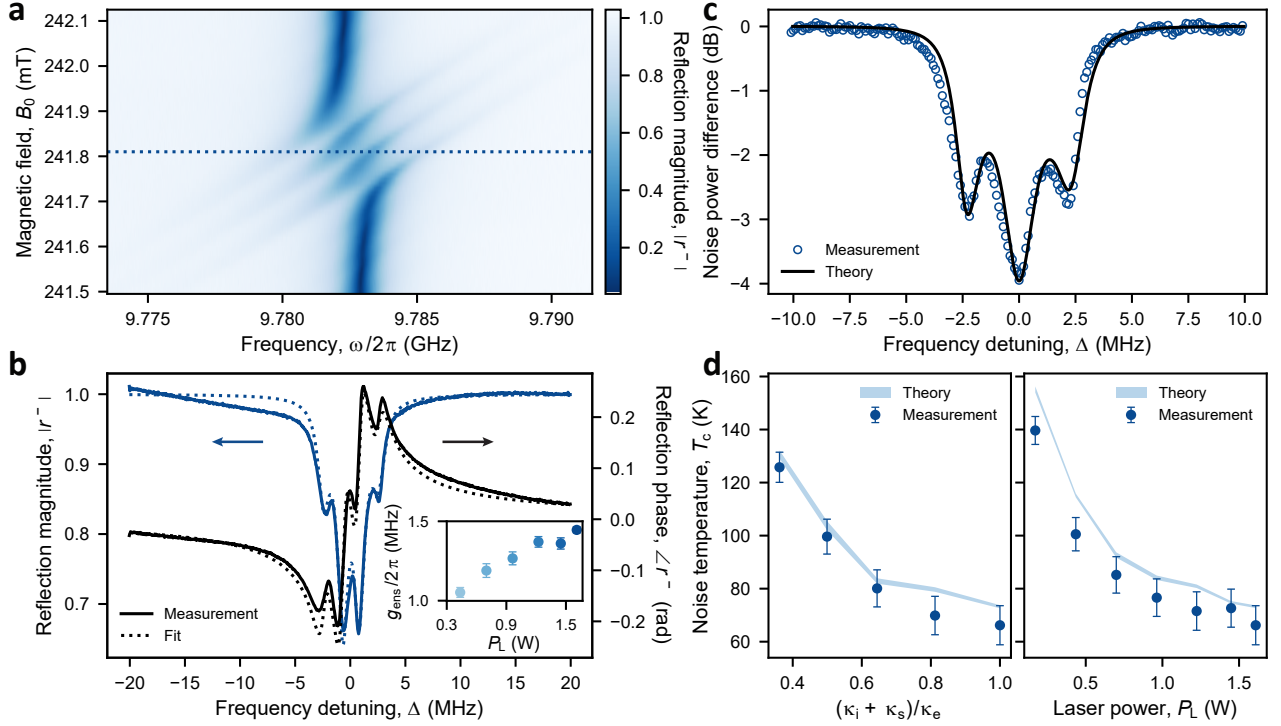 a
242.1
242.0
241.9
241.8
241.7
241.6
241.5
Magnetic field, B₀ (mT)
9.775
9.780
9.785
9.790
Frequency, ω/2π (GHz)
1.0
0.8
0.6
0.4
0.2
Reflection magnitude, |r⁻|
b
1.0
0.9
0.8
0.7
Reflection magnitude, |r⁻|
−20
−15
−10
−5
0
5
10
15
20
Frequency detuning, Δ (MHz)
0.2
0.1
0.0
−0.1
−0.2
Reflection phase, ∠r⁻ (rad)
Measurement
Fit
1.5
1.0
g_ens/2π (MHz)
0.3
0.9
1.5
P_L (W)
c
0
−1
−2
−3
−4
Noise power difference (dB)
Measurement
Theory
−10.0
−7.5
−5.0
−2.5
0.0
2.5
5.0
7.5
10.0
Frequency detuning, Δ (MHz)
d
160
140
120
100
80
60
Noise temperature, T_c (K)
Theory
Measurement
0.4
0.6
0.8
1.0
(κ_i + κ_s)/κ_e
Theory
Measurement
0.5
1.0
1.5
Laser power, P_L (W)